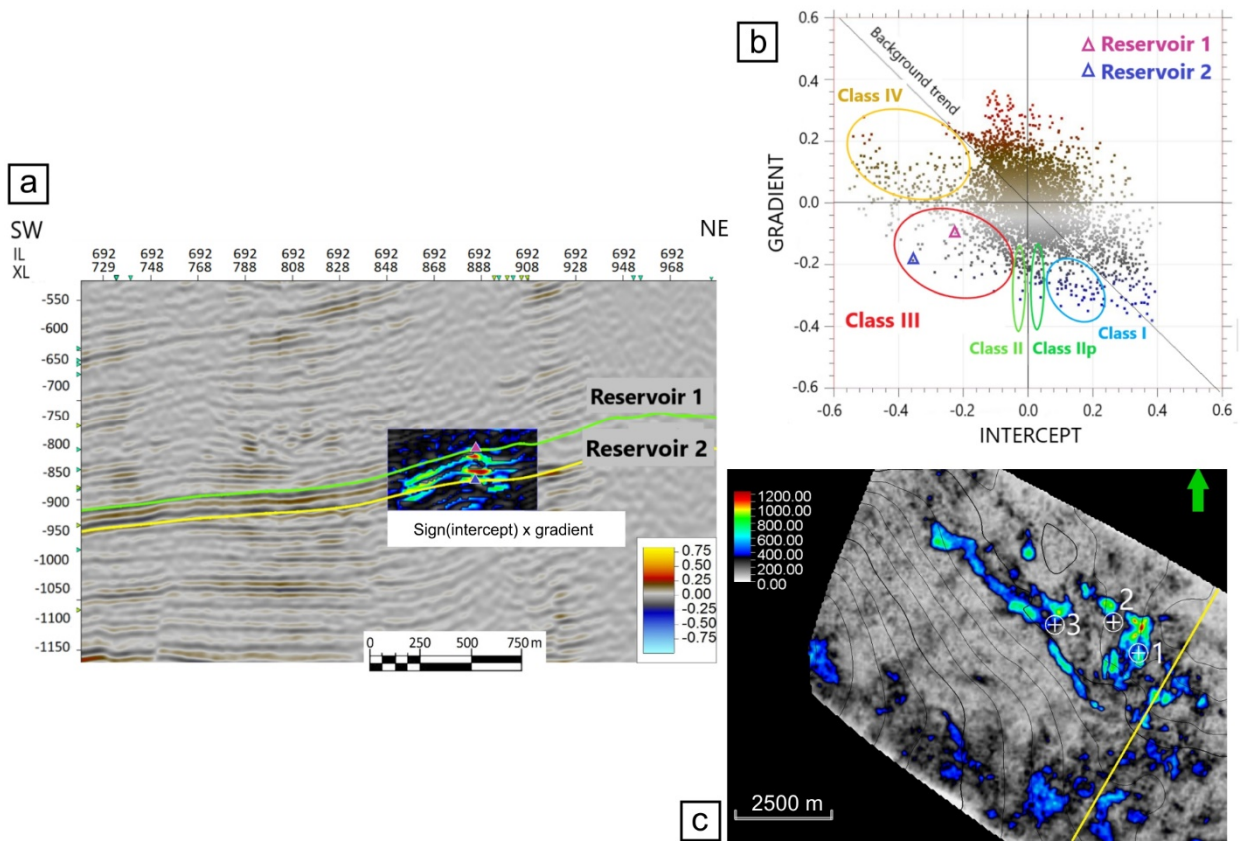 a
SW
NE
IL
XL
692 692 692 692 692 692 692 692 692 692 692 692 692
729 748 768 788 808 828 848 868 888 908 928 948 968
-550
-600
-650
-700
-750
-800
-850
-900
-950
-1000
-1050
-1100
-1150
Reservoir 1
Reservoir 2
Sign(intercept) x gradient
0.75
0.50
0.25
0.00
-0.25
-0.50
-0.75
0 250 500 750 m
b
GRADIENT
0.6
0.4
0.2
0.0
-0.2
-0.4
-0.6
Background trend
Reservoir 1
Reservoir 2
Class IV
Class III
Class II
Class IIp
Class I
-0.6 -0.4 -0.2 0.0 0.2 0.4 0.6
INTERCEPT
c
1200.00
1000.00
800.00
600.00
400.00
200.00
0.00
2
3
1
2500 m